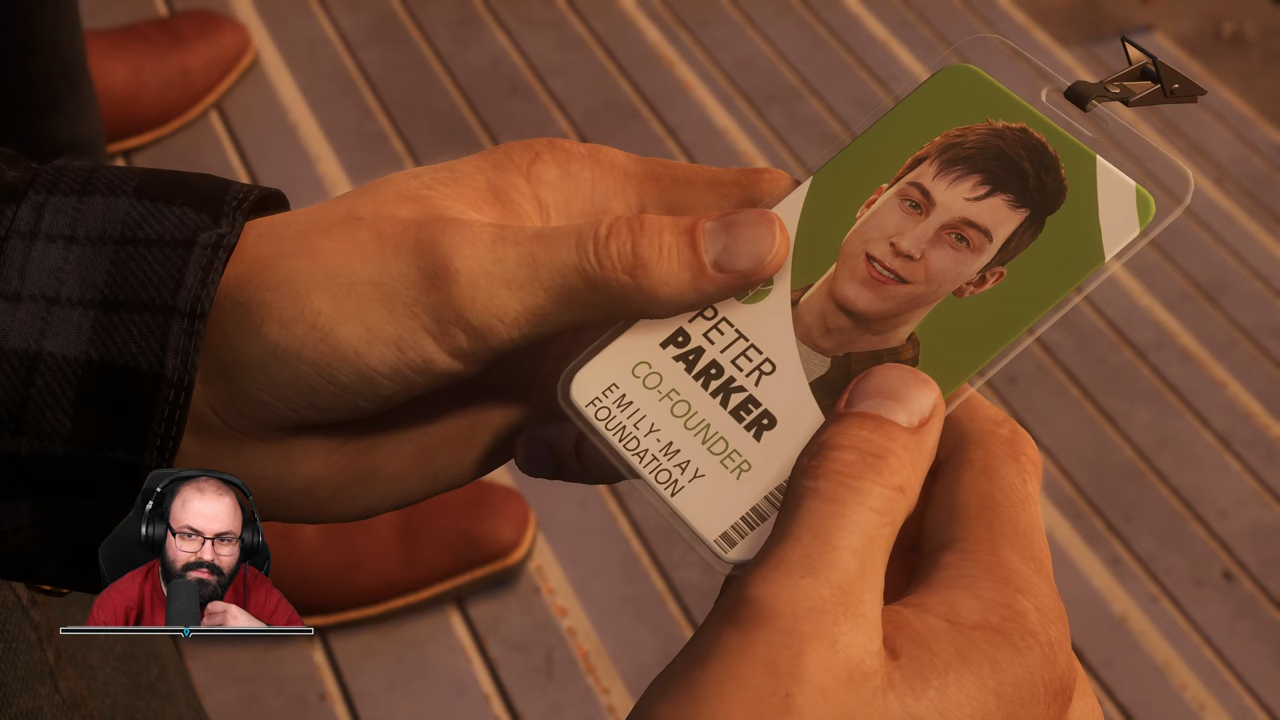 PETER
PARKER
CO-FOUNDER
EMILY-MAY
FOUNDATION